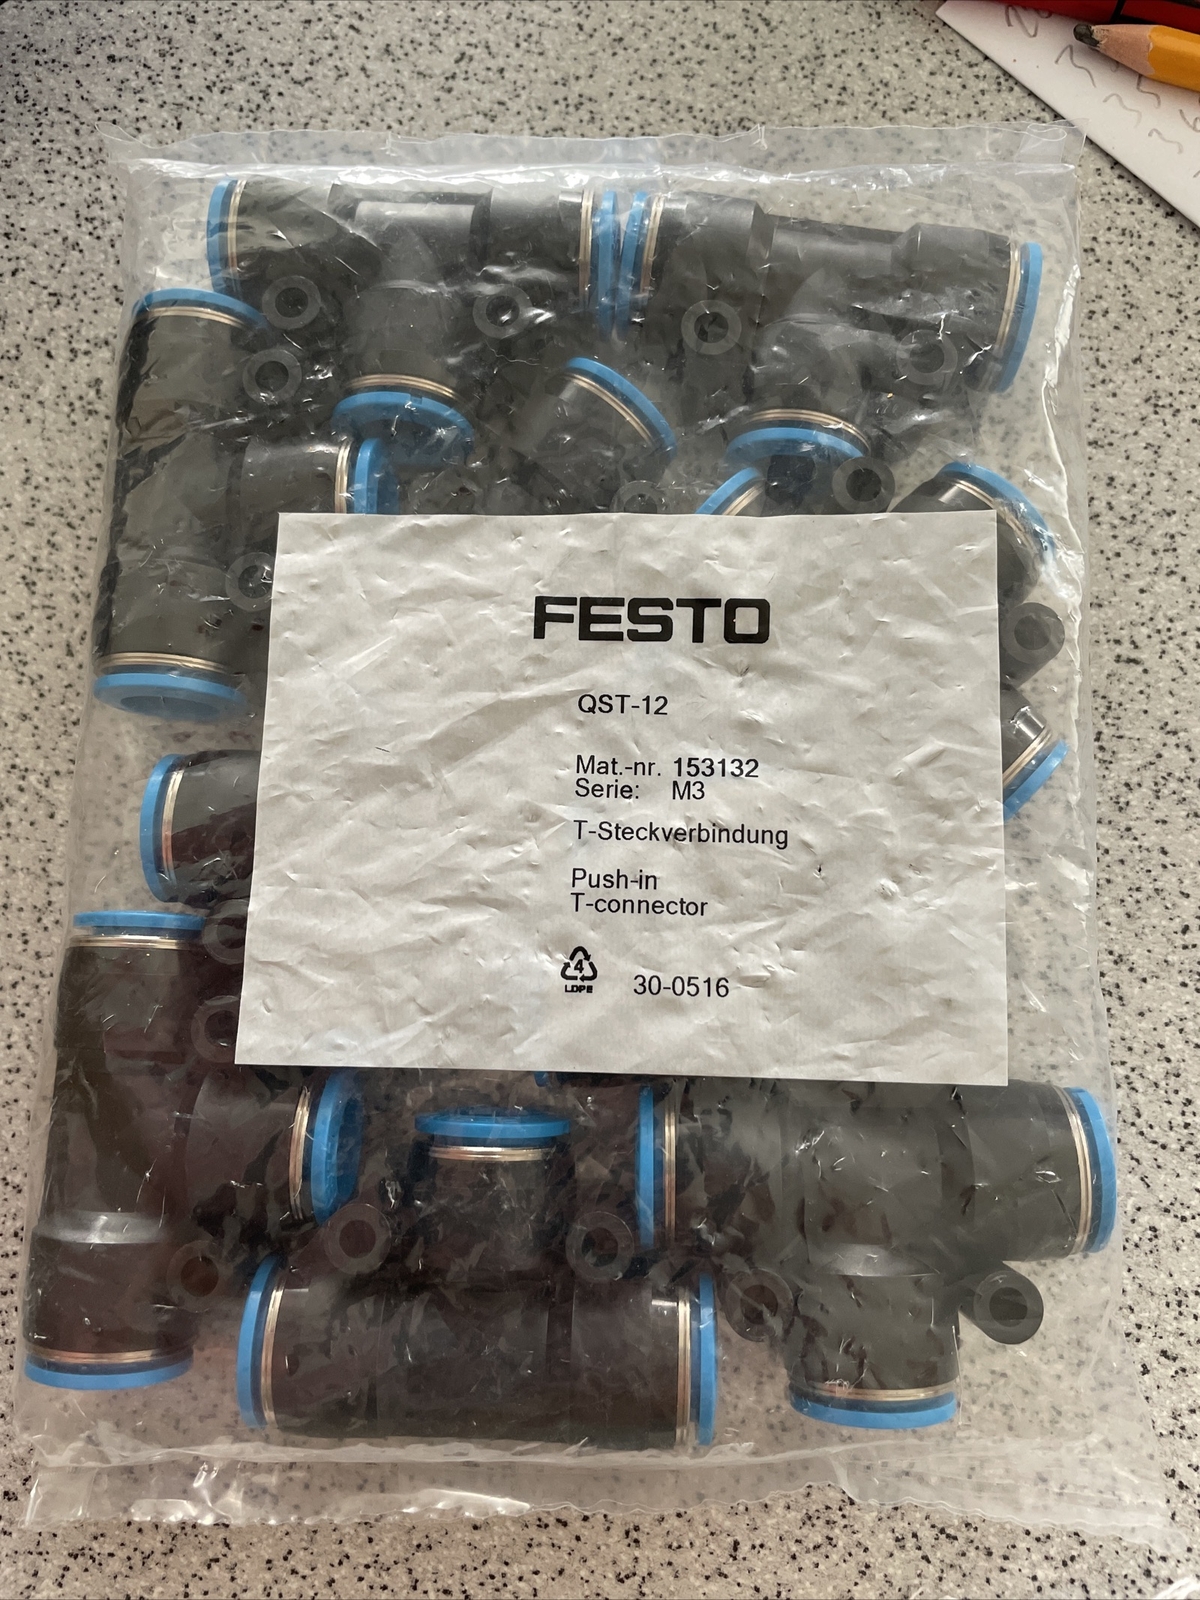 FESTO
QST-12
Mat.-nr. 153132
Serie: M3
T-Steckverbindung
Push-in
T-connector
4
LDPE
30-0516